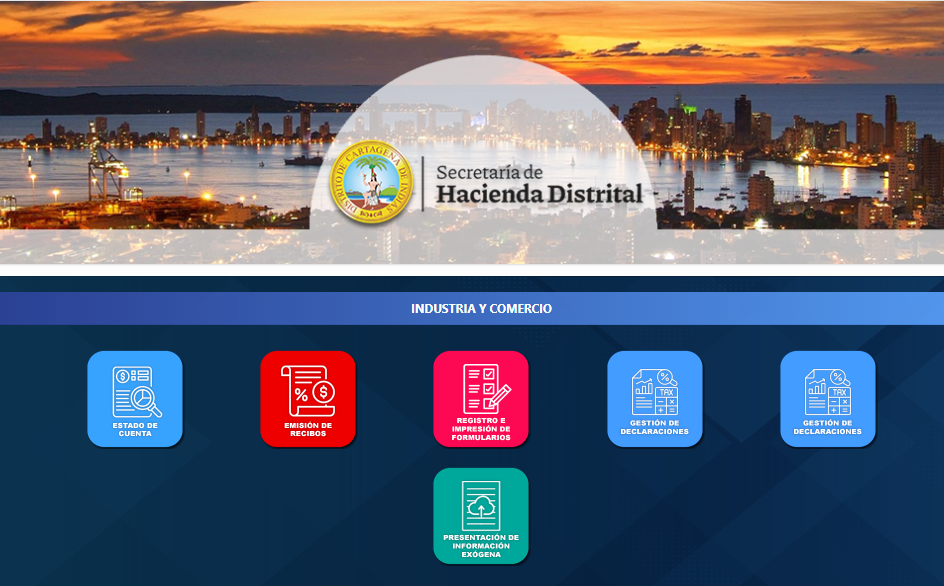 DISTRITO DE CARTAGENA DE INDIAS
Secretaría de
Hacienda Distrital
INDUSTRIA Y COMERCIO
ESTADO DE
CUENTA
EMISIÓN DE
RECIBOS
REGISTRO E
IMPRESIÓN DE
FORMULARIOS
TAX
GESTIÓN DE
DECLARACIONES
TAX
GESTIÓN DE
DECLARACIONES
PRESENTACIÓN DE
INFORMACIÓN
EXÓGENA